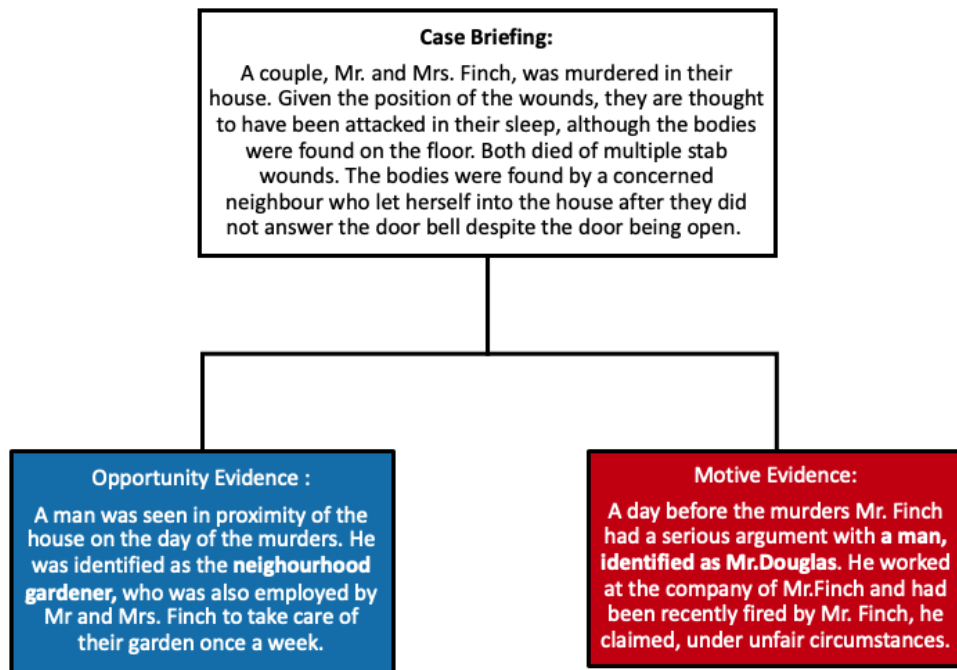 Case Briefing:
A couple, Mr. and Mrs. Finch, was murdered in their
house. Given the position of the wounds, they are thought
to have been attacked in their sleep, although the bodies
were found on the floor. Both died of multiple stab
wounds. The bodies were found by a concerned
neighbour who let herself into the house after they did
not answer the door bell despite the door being open.
Opportunity Evidence :
A man was seen in proximity of the
house on the day of the murders. He
was identified as the neighourhood
gardener, who was also employed by
Mr and Mrs. Finch to take care of
their garden once a week.
Motive Evidence:
A day before the murders Mr. Finch
had a serious argument with a man,
identified as Mr.Douglas. He worked
at the company of Mr.Finch and had
been recently fired by Mr. Finch, he
claimed, under unfair circumstances.